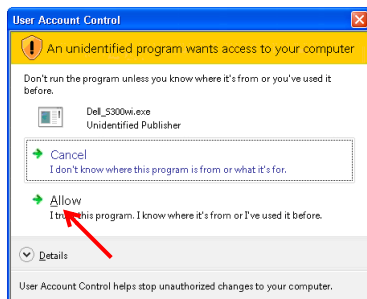 User Account Control
An unidentified program wants access to your computer
Don't run the program unless you know where it's from or you've used it
before.
Dell_S300wi.exe
Unidentified Publisher
Cancel
I don't know where this program is from or what it's for.
Allow
I this program. I know where it's from or I've used it before.
Details
User Account Control helps stop unauthorized changes to your computer.